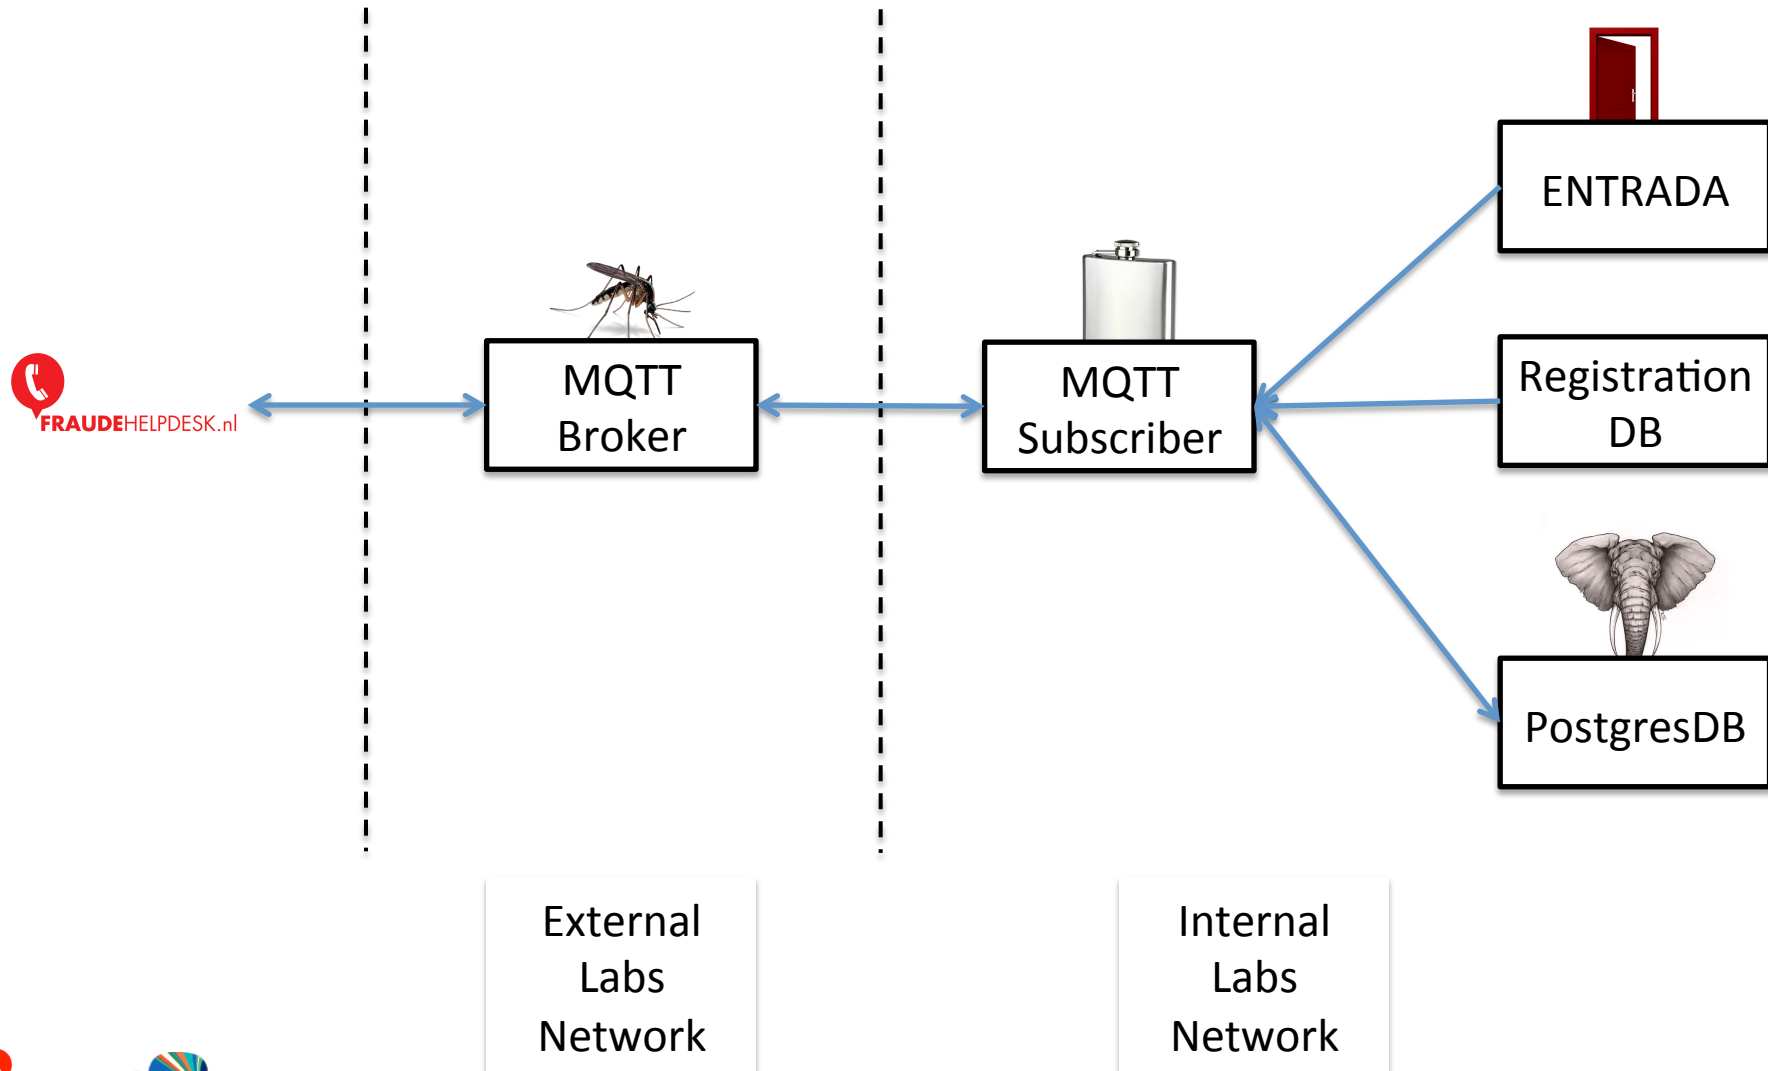 ENTRADA
MQTT
Broker
MQTT
Subscriber
Registration
DB
FRAUDEHELPDESK.nl
PostgresDB
External
Labs
Network
Internal
Labs
Network